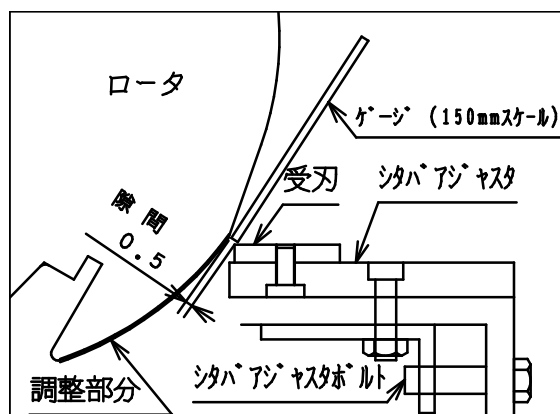 ロータ
ｹﾞｰｼﾞ (150mmｽｹｰﾙ)
受刃
ｼﾀﾊﾞｱｼﾞｬｽﾀ
隙間
0.5
調整部分
ｼﾀﾊﾞｱｼﾞｬｽﾀﾎﾞﾙﾄ